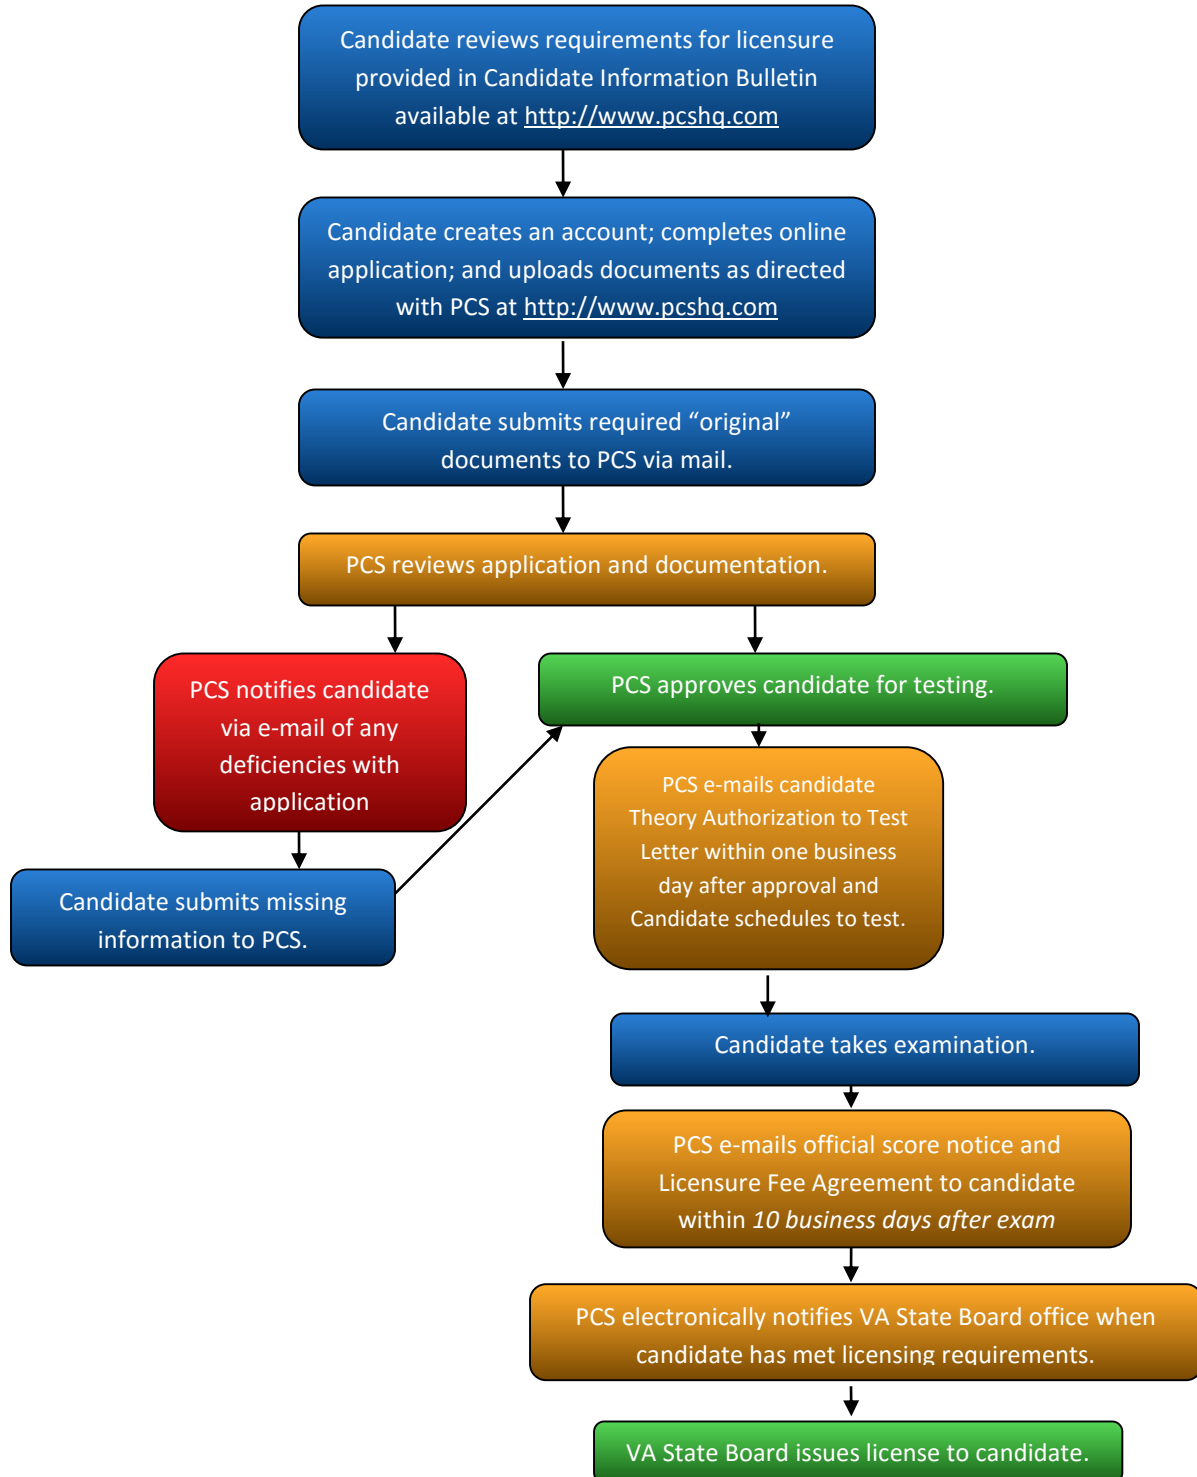 Candidate reviews requirements for licensure
provided in Candidate Information Bulletin
available at http://www.pcshq.com
Candidate creates an account; completes online
application; and uploads documents as directed
with PCS at http://www.pcshq.com
Candidate submits required “original”
documents to PCS via mail.
PCS reviews application and documentation.
PCS notifies candidate
via e-mail of any
deficiencies with
application
PCS approves candidate for testing.
Candidate submits missing
information to PCS.
PCS e-mails candidate
Theory Authorization to Test
Letter within one business
day after approval and
Candidate schedules to test.
Candidate takes examination.
PCS e-mails official score notice and
Licensure Fee Agreement to candidate
within 10 business days after exam
PCS electronically notifies VA State Board office when
candidate has met licensing requirements.
VA State Board issues license to candidate.